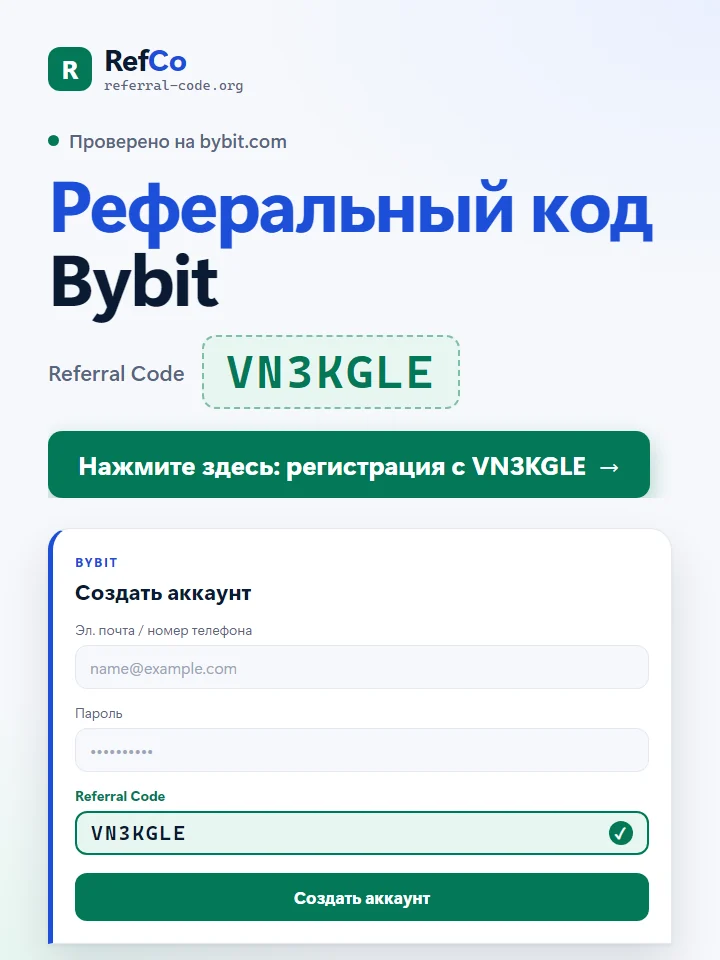 R
RefCo
referral-code.org
Проверено на bybit.com
Реферальный код
Bybit
Referral Code
VN3KGLE
Нажмите здесь: регистрация с VN3KGLE →
BYBIT
Создать аккаунт
Эл. почта / номер телефона
name@example.com
Пароль
••••••••••
Referral Code
VN3KGLE
Создать аккаунт